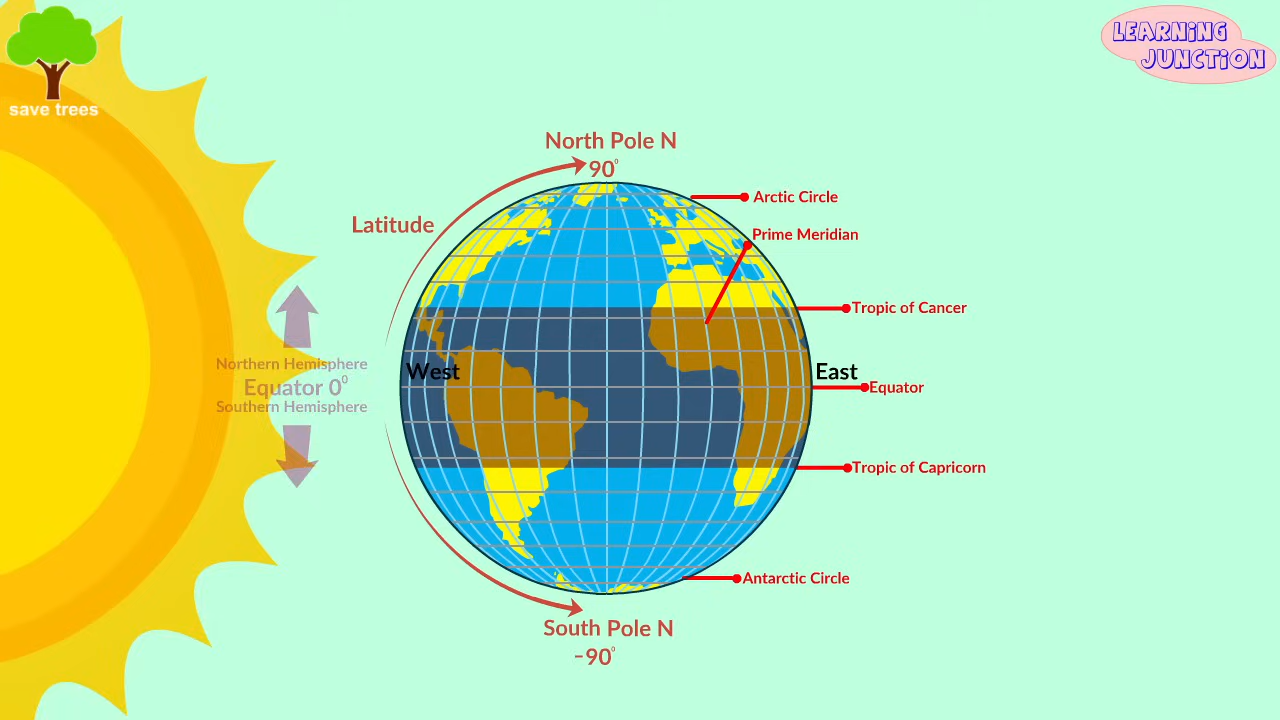 save trees
LEARNING
JUNCTION
North Pole N
90°
Latitude
Arctic Circle
Prime Meridian
Tropic of Cancer
Northern Hemisphere
Equator 0°
Southern Hemisphere
West
East
Equator
Tropic of Capricorn
Antarctic Circle
South Pole N
-90°